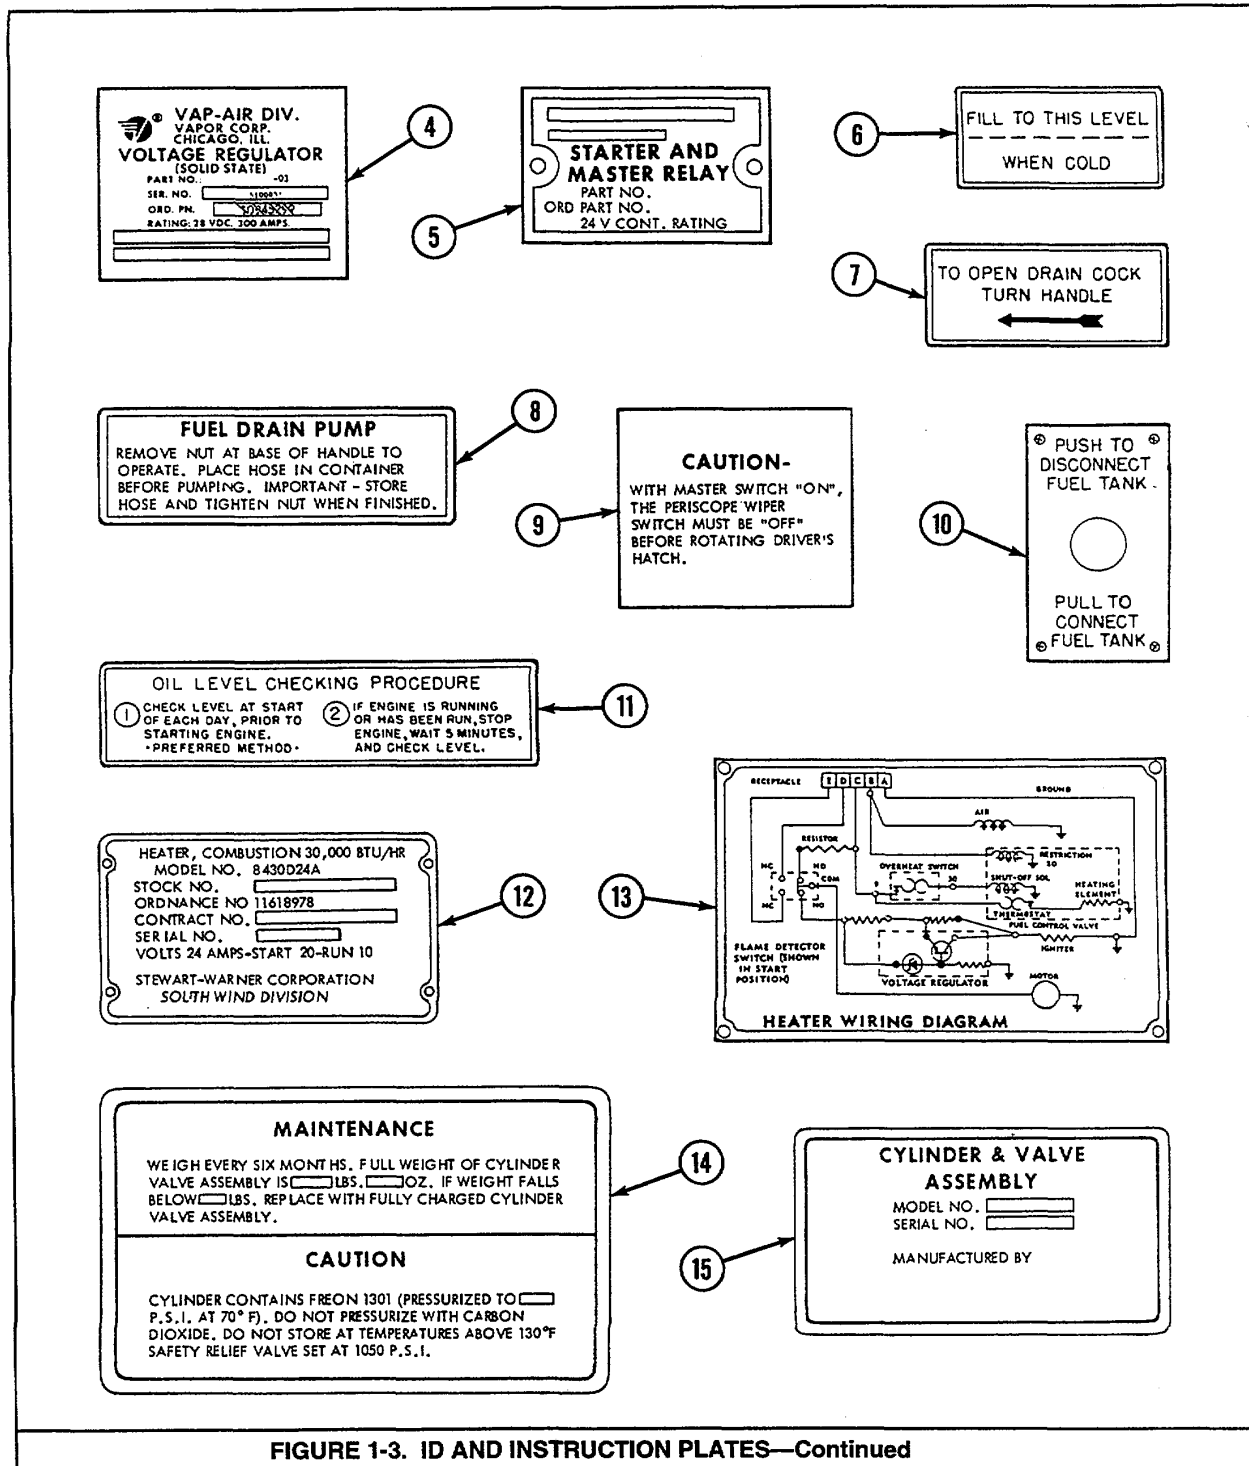 VAP-AIR DIV.
VAPOR CORP.
CHICAGO, ILL.
VOLTAGE REGULATOR
(SOLID STATE)
PART NO.: -03
SER. NO.
ORD. PN.
RATING: 28 VDC, 300 AMPS.
4
STARTER AND
MASTER RELAY
PART NO.
ORD PART NO.
24 V CONT. RATING
5
FILL TO THIS LEVEL
WHEN COLD
6
TO OPEN DRAIN COCK
TURN HANDLE
7
FUEL DRAIN PUMP
REMOVE NUT AT BASE OF HANDLE TO
OPERATE. PLACE HOSE IN CONTAINER
BEFORE PUMPING. IMPORTANT - STORE
HOSE AND TIGHTEN NUT WHEN FINISHED.
8
CAUTION-
WITH MASTER SWITCH "ON",
THE PERISCOPE WIPER
SWITCH MUST BE "OFF"
BEFORE ROTATING DRIVER'S
HATCH.
9
PUSH TO
DISCONNECT
FUEL TANK
PULL TO
CONNECT
FUEL TANK
10
OIL LEVEL CHECKING PROCEDURE
1 CHECK LEVEL AT START
OF EACH DAY, PRIOR TO
STARTING ENGINE.
·PREFERRED METHOD·
2 IF ENGINE IS RUNNING
OR HAS BEEN RUN, STOP
ENGINE, WAIT 5 MINUTES,
AND CHECK LEVEL.
11
HEATER, COMBUSTION 30,000 BTU/HR
MODEL NO. 8430D24A
STOCK NO.
ORDNANCE NO 11618978
CONTRACT NO.
SERIAL NO.
VOLTS 24 AMPS-START 20-RUN 10
STEWART-WARNER CORPORATION
SOUTH WIND DIVISION
12
RECEPTACLE
E D C B A
GROUND
AIR
RESISTOR
RESTRICTION
SO
NC
NO
COM
OVERHEAT SWITCH
SHUT-OFF SOL
HEATING
ELEMENT
NC
NO
THERMOSTAT
FUEL CONTROL VALVE
IGNITER
FLAME DETECTOR
SWITCH (SHOWN
IN START
POSITION)
VOLTAGE REGULATOR
MOTOR
HEATER WIRING DIAGRAM
13
MAINTENANCE
WEIGH EVERY SIX MONTHS. FULL WEIGHT OF CYLINDER
VALVE ASSEMBLY IS LBS. OZ. IF WEIGHT FALLS
BELOW LBS. REPLACE WITH FULLY CHARGED CYLINDER
VALVE ASSEMBLY.
CAUTION
CYLINDER CONTAINS FREON 1301 (PRESSURIZED TO
P.S.I. AT 70° F). DO NOT PRESSURIZE WITH CARBON
DIOXIDE. DO NOT STORE AT TEMPERATURES ABOVE 130°F
SAFETY RELIEF VALVE SET AT 1050 P.S.I.
14
CYLINDER & VALVE
ASSEMBLY
MODEL NO.
SERIAL NO.
MANUFACTURED BY
15
FIGURE 1-3. ID AND INSTRUCTION PLATES—Continued